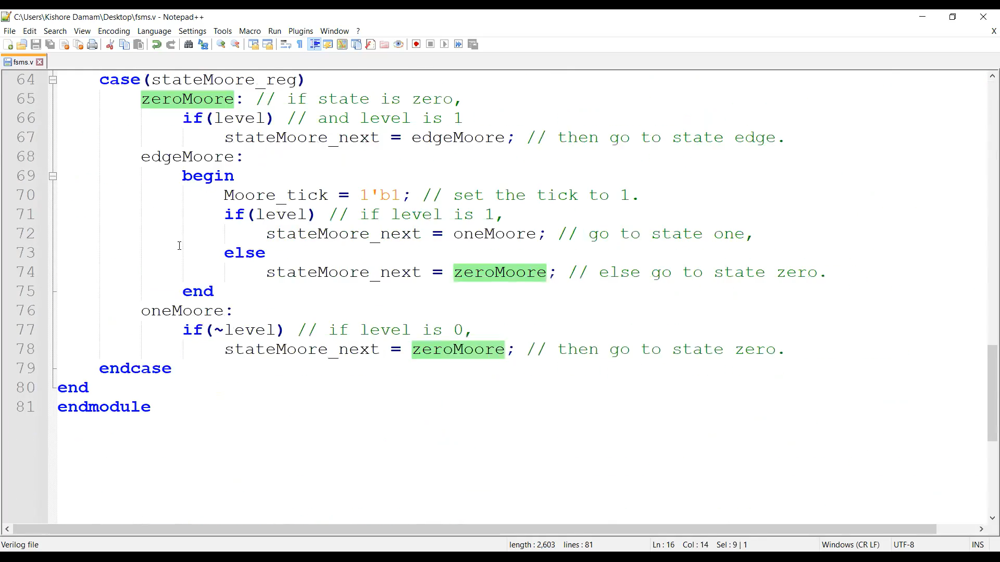 C:\Users\Kishore Damam\Desktop\fsms.v - Notepad++
File Edit Search View Encoding Language Settings Tools Macro Run Plugins Window ? X
fsms.v
64 case(stateMoore_reg)
65 zeroMoore: // if state is zero,
66 if(level) // and level is 1
67 stateMoore_next = edgeMoore; // then go to state edge.
68 edgeMoore:
69 begin
70 Moore_tick = 1'b1; // set the tick to 1.
71 if(level) // if level is 1,
72 stateMoore_next = oneMoore; // go to state one,
73 else
74 stateMoore_next = zeroMoore; // else go to state zero.
75 end
76 oneMoore:
77 if(~level) // if level is 0,
78 stateMoore_next = zeroMoore; // then go to state zero.
79 endcase
80 end
81 endmodule
Verilog file length : 2,603 lines : 81 Ln : 16 Col : 14 Sel : 9 | 1 Windows (CR LF) UTF-8 INS